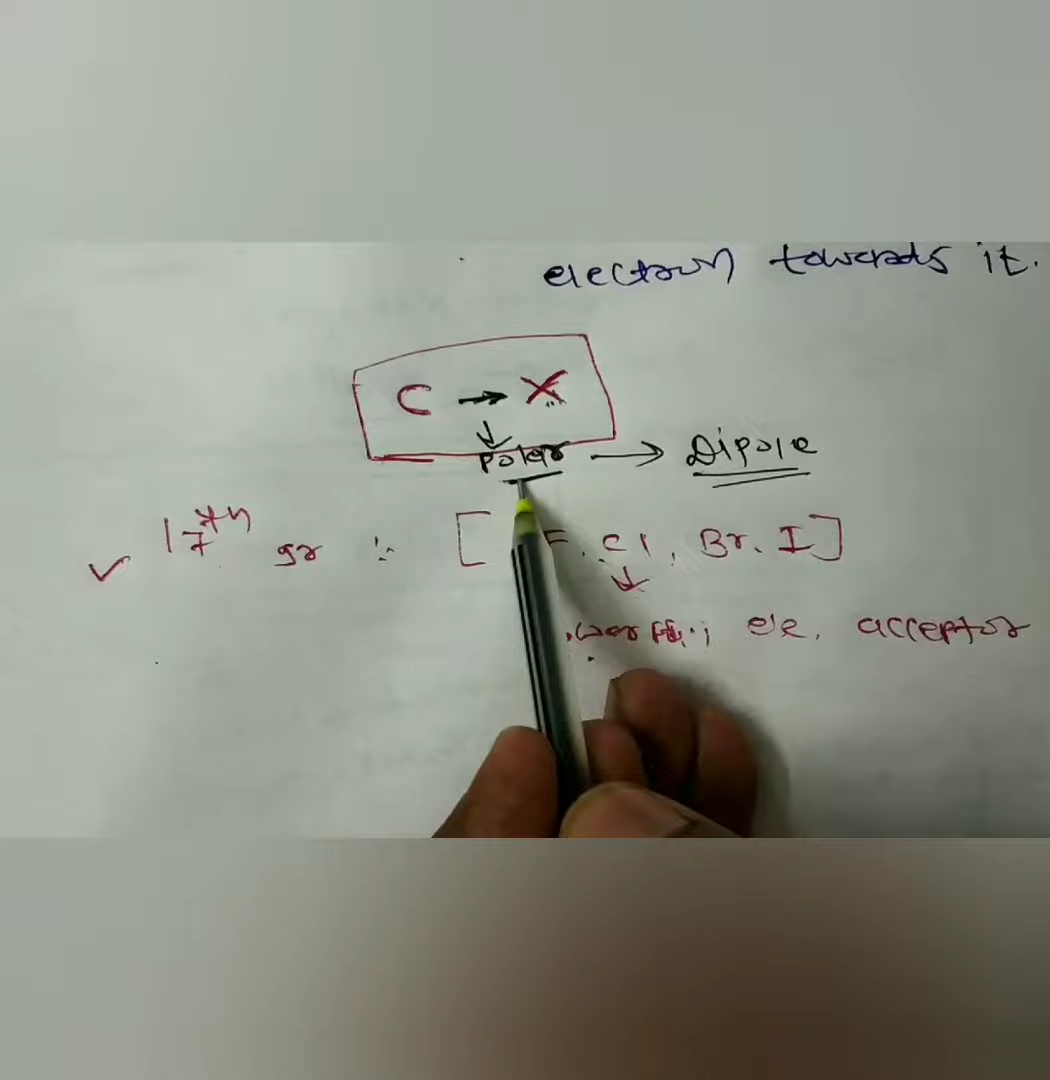 electron towards it.
C → X
↓
Polar → Dipole
✓ 17th gr :- [ F, Cl, Br, I ]
↓
ele. acceptor